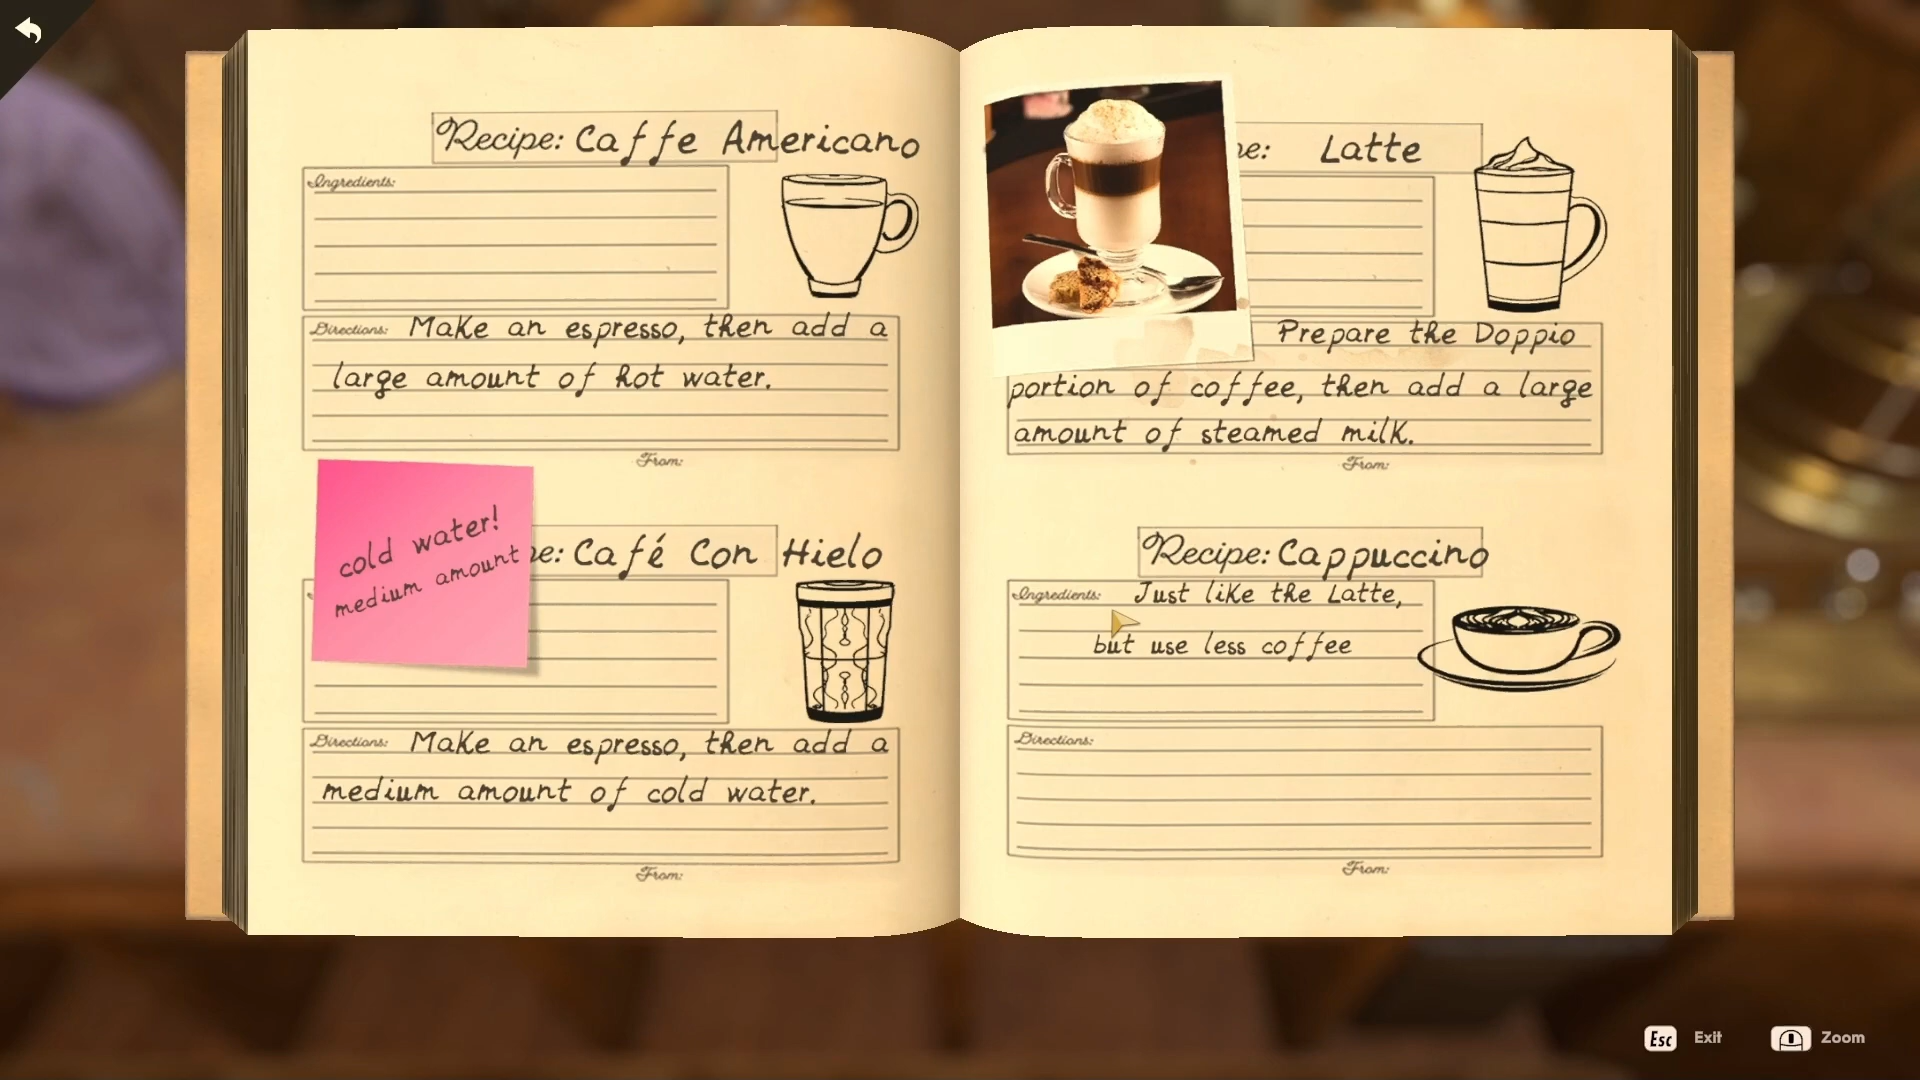 Recipe: Caffe Americano
Ingredients:
Directions: Make an espresso, then add a
large amount of hot water.
From:
cold water!
medium amount
pe: Café Con Hielo
Directions: Make an espresso, then add a
medium amount of cold water.
From:
pe: Latte
Prepare the Doppio
portion of coffee, then add a large
amount of steamed milk.
From:
Recipe: Cappuccino
Ingredients: Just like the Latte,
but use less coffee
Directions:
From:
Esc Exit Zoom